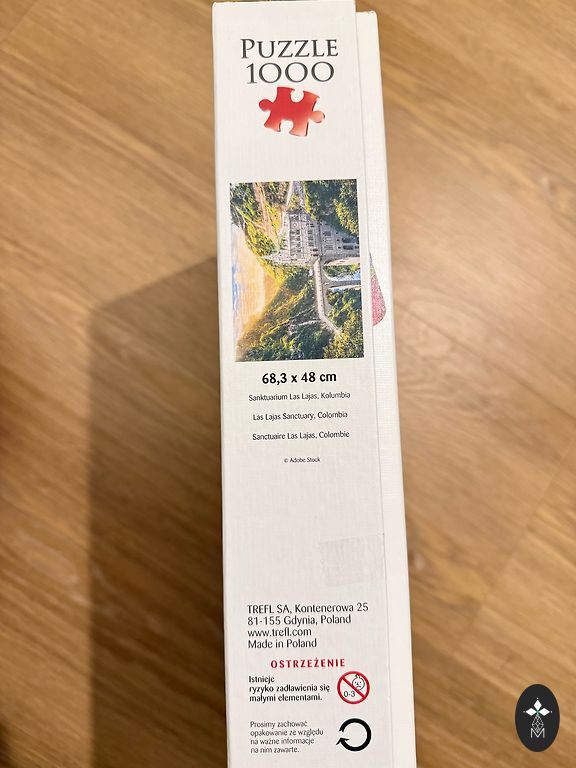 PUZZLE
1000
68,3 x 48 cm
Sanktuarium Las Lajas, Kolumbia
Las Lajas Sanctuary, Colombia
Sanctuaire Las Lajas, Colombie
© Adobe Stock
TREFL SA, Kontenerowa 25
81-155 Gdynia, Poland
www.trefl.com
Made in Poland
OSTRZEŻENIE
Istnieje
ryzyko zadławienia się
małymi elementami.
0-3
Prosimy zachować
opakowanie ze względu
na ważne informacje
na nim zawarte.
M